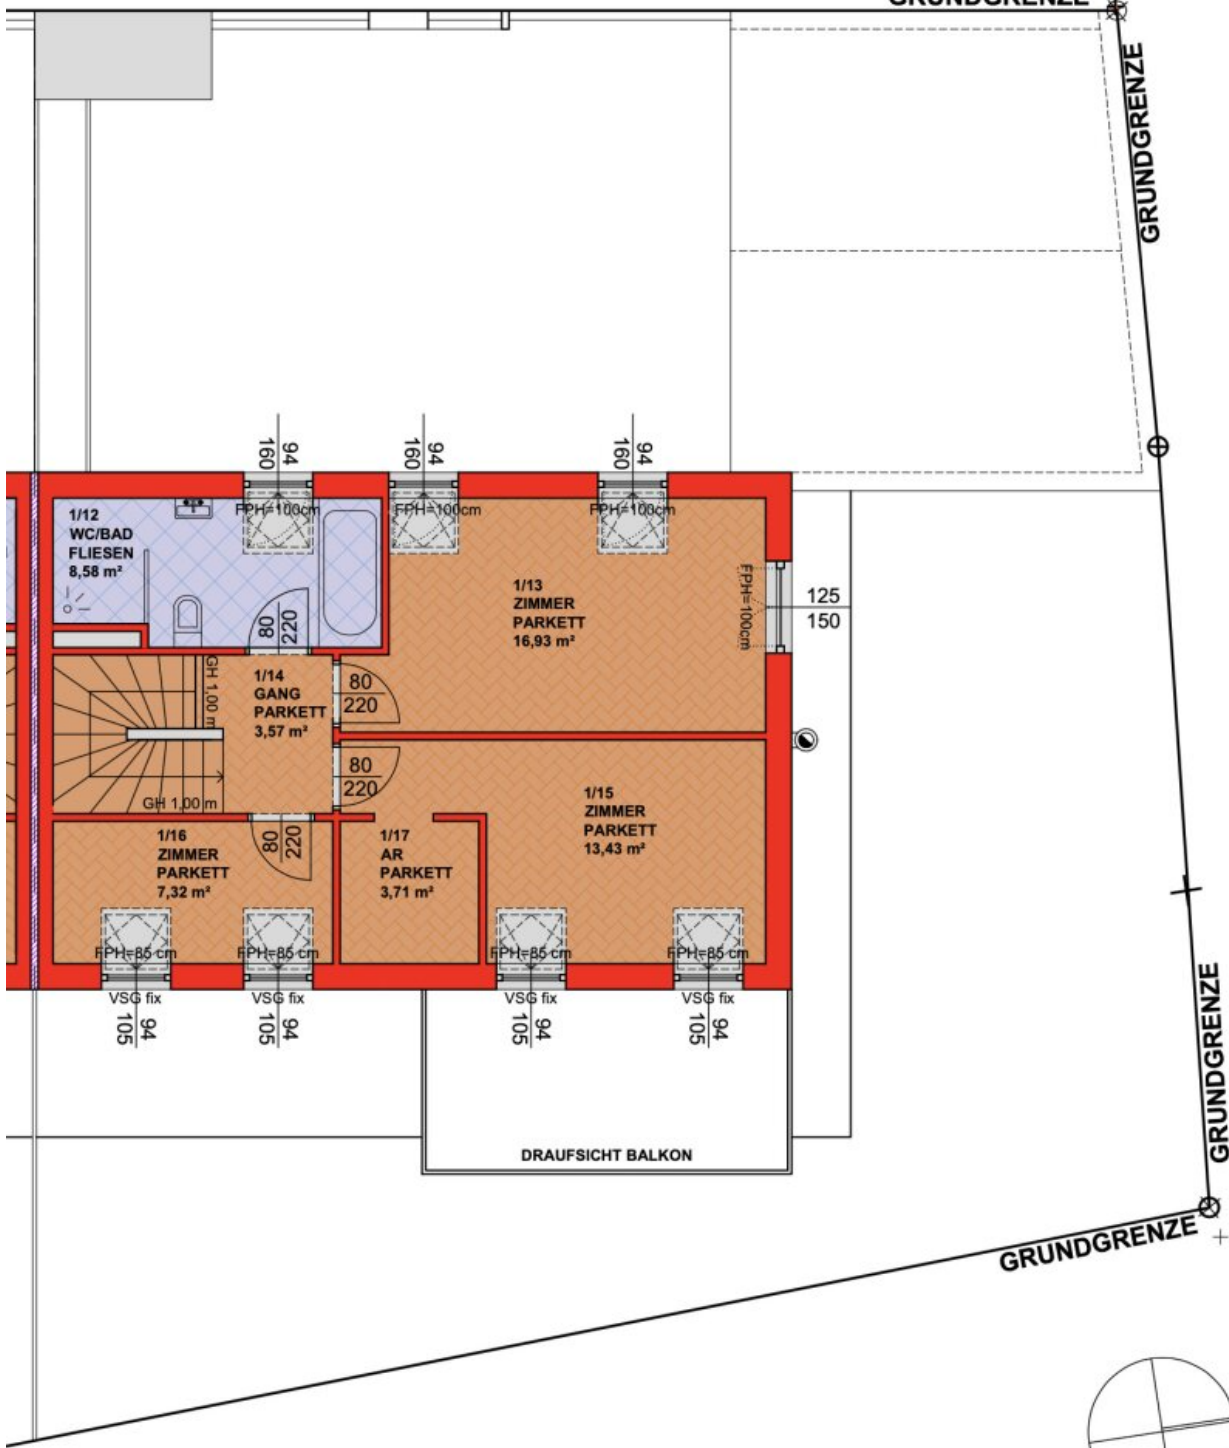 GRUNDGRENZE
GRUNDGRENZE
94
160
94
160
94
160
FPH=100cm
FPH=100cm
FPH=100cm
1/12
WC/BAD
FLIESEN
8,58 m²
80
220
1/13
ZIMMER
PARKETT
16,93 m²
FPH=100cm
125
150
GH 1,00 m
1/14
GANG
PARKETT
3,57 m²
80
220
80
220
GH 1,00 m
1/15
ZIMMER
PARKETT
13,43 m²
1/16
ZIMMER
PARKETT
7,32 m²
80
220
1/17
AR
PARKETT
3,71 m²
FPH=85 cm
FPH=85 cm
FPH=85 cm
FPH=85 cm
VSG fix
VSG fix
VSG fix
VSG fix
94
105
94
105
94
105
94
105
GRUNDGRENZE
DRAUFSICHT BALKON
GRUNDGRENZE